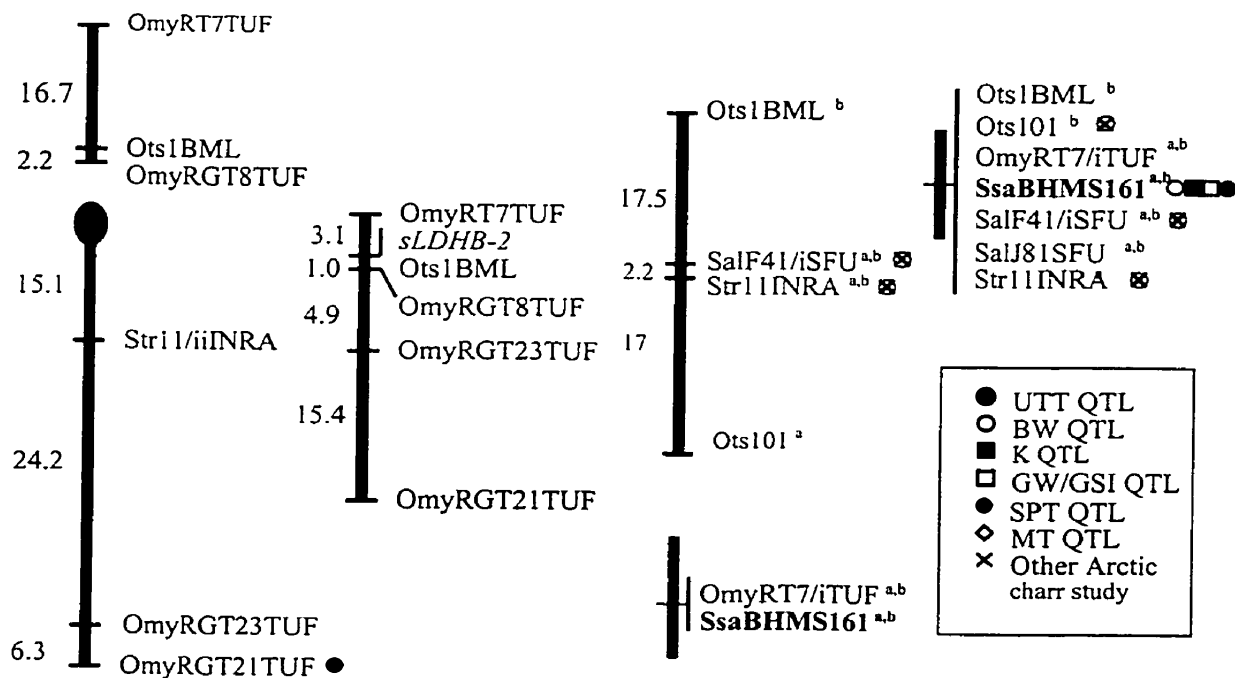 OmyRT7TUF
16.7
Ots1BML
2.2
OmyRGT8TUF
15.1
Str11/iiINRA
24.2
OmyRGT23TUF
6.3
OmyRGT21TUF
OmyRT7TUF
3.1
sLDHB-2
1.0
Ots1BML
OmyRGT8TUF
4.9
OmyRGT23TUF
15.4
OmyRGT21TUF
Ots1BML b
17.5
SalF41/iSFU a,b
2.2
Str11INRA a,b
17
Ots101 a
OmyRT7/iTUF a,b
SsaBHMS161 a,b
Ots1BML b
Ots101 b
OmyRT7/iTUF a,b
SsaBHMS161 a,b
SalF41/iSFU a,b
SalJ81SFU a,b
Str11INRA
UTT QTL
BW QTL
K QTL
GW/GSI QTL
SPT QTL
MT QTL
Other Arctic
charr study